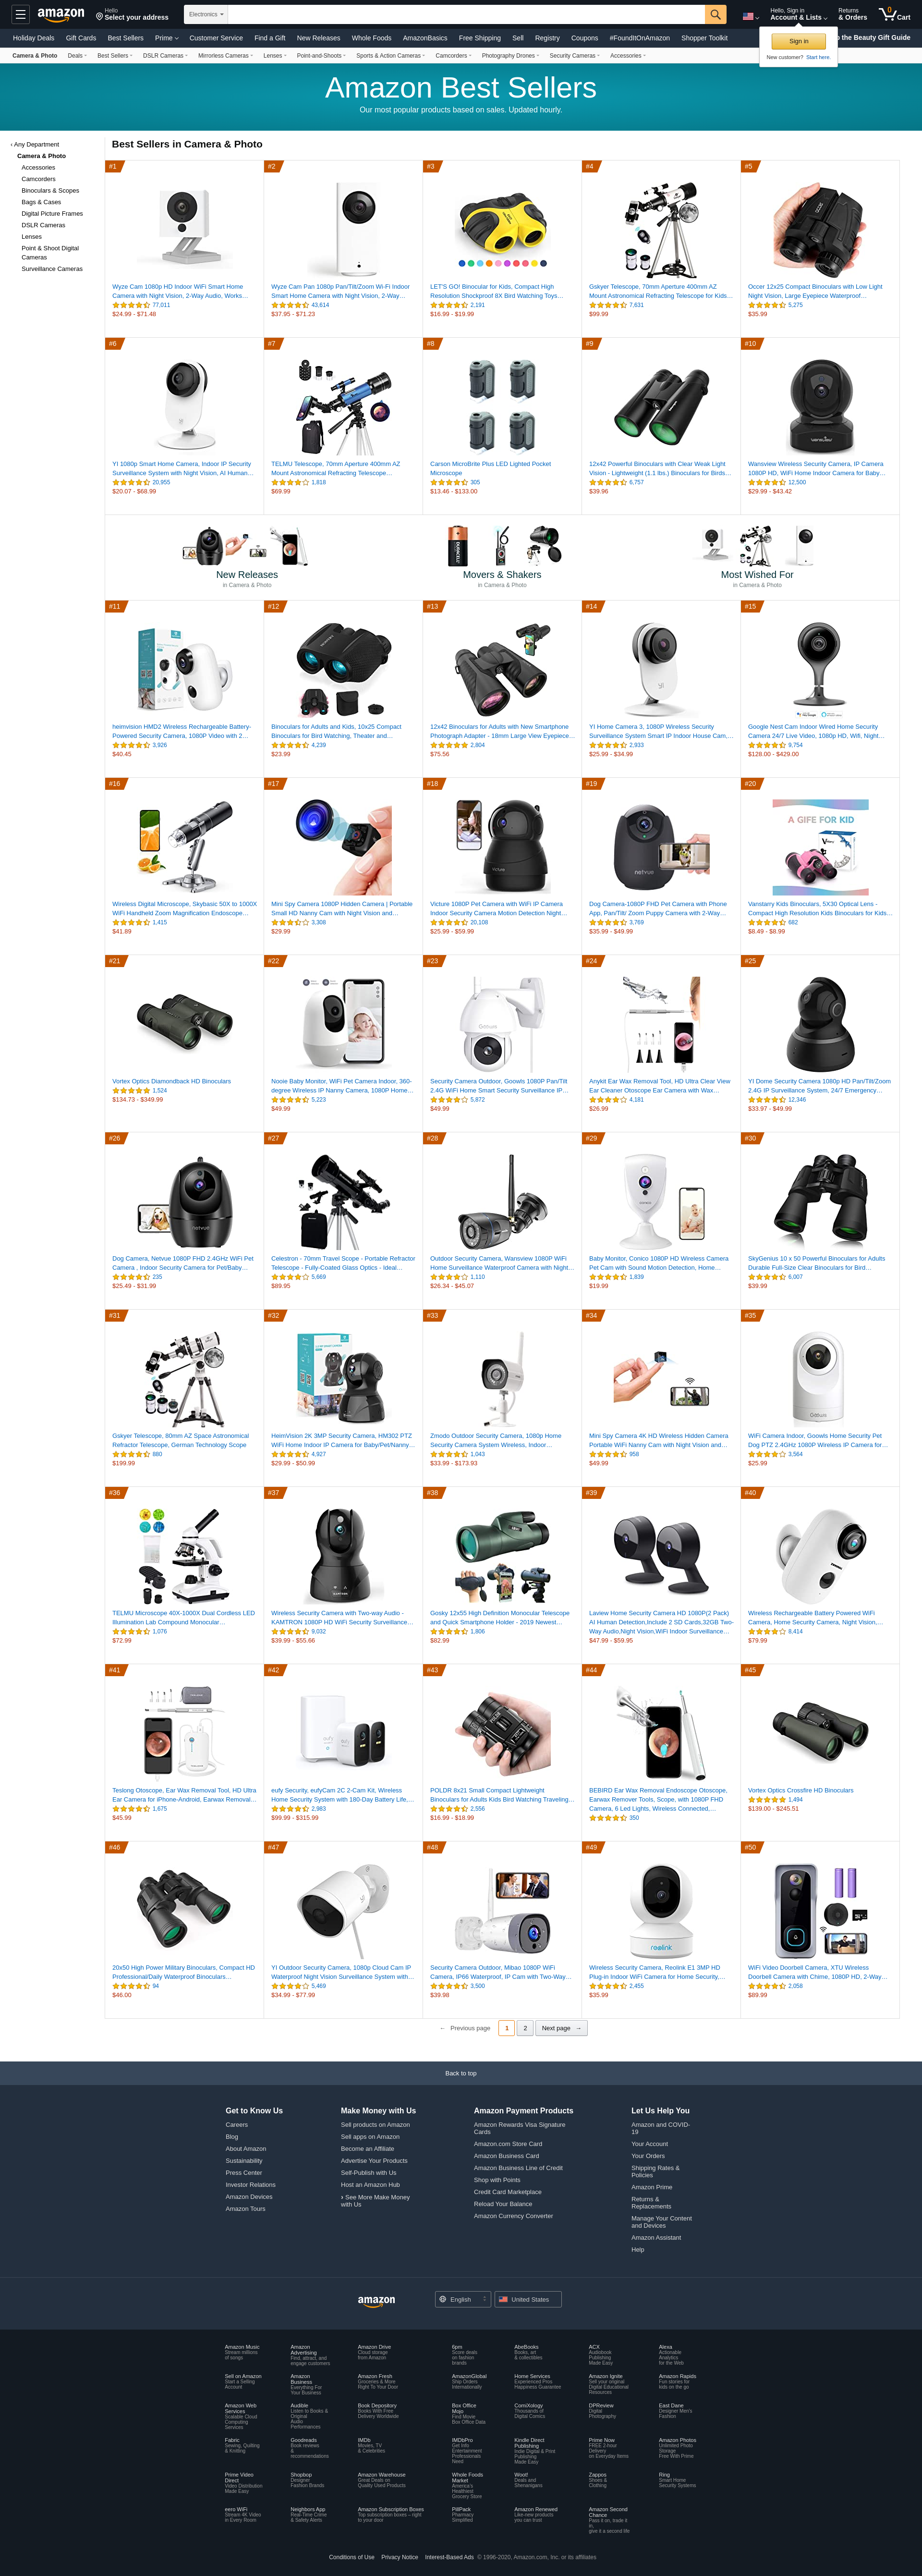 amazon
Hello
Select your address
Electronics
Hello, Sign in
Account & Lists
Returns
& Orders
0
Cart
Holiday Deals Gift Cards Best Sellers Prime Customer Service Find a Gift New Releases Whole Foods AmazonBasics Free Shipping Sell Registry Coupons #FoundItOnAmazon Shopper Toolkit
the Beauty Gift Guide
Sign in
New customer? Start here.
Camera & Photo Deals Best Sellers DSLR Cameras Mirrorless Cameras Lenses Point-and-Shoots Sports & Action Cameras Camcorders Photography Drones Security Cameras Accessories
Amazon Best Sellers
Our most popular products based on sales. Updated hourly.
‹ Any Department
Camera & Photo
Accessories
Camcorders
Binoculars & Scopes
Bags & Cases
Digital Picture Frames
DSLR Cameras
Lenses
Point & Shoot Digital
Cameras
Surveillance Cameras
Best Sellers in Camera & Photo
#1
Wyze Cam 1080p HD Indoor WiFi Smart Home
Camera with Night Vision, 2-Way Audio, Works…
77,011
$24.99 - $71.48
#2
Wyze Cam Pan 1080p Pan/Tilt/Zoom Wi-Fi Indoor
Smart Home Camera with Night Vision, 2-Way…
43,614
$37.95 - $71.23
#3
LET'S GO! Binocular for Kids, Compact High
Resolution Shockproof 8X Bird Watching Toys…
2,191
$16.99 - $19.99
#4
Gskyer Telescope, 70mm Aperture 400mm AZ
Mount Astronomical Refracting Telescope for Kids…
7,631
$99.99
#5
Occer 12x25 Compact Binoculars with Low Light
Night Vision, Large Eyepiece Waterproof…
5,275
$35.99
#6
YI 1080p Smart Home Camera, Indoor IP Security
Surveillance System with Night Vision, AI Human…
20,955
$20.07 - $68.99
#7
TELMU Telescope, 70mm Aperture 400mm AZ
Mount Astronomical Refracting Telescope…
1,818
$69.99
#8
Carson MicroBrite Plus LED Lighted Pocket
Microscope
305
$13.46 - $133.00
#9
12x42 Powerful Binoculars with Clear Weak Light
Vision - Lightweight (1.1 lbs.) Binoculars for Birds…
6,757
$39.96
#10
Wansview Wireless Security Camera, IP Camera
1080P HD, WiFi Home Indoor Camera for Baby…
12,500
$29.99 - $43.42
New Releases
in Camera & Photo
Movers & Shakers
in Camera & Photo
Most Wished For
in Camera & Photo
#11
heimvision HMD2 Wireless Rechargeable Battery-
Powered Security Camera, 1080P Video with 2…
3,926
$40.45
#12
Binoculars for Adults and Kids, 10x25 Compact
Binoculars for Bird Watching, Theater and…
4,239
$23.99
#13
12x42 Binoculars for Adults with New Smartphone
Photograph Adapter - 18mm Large View Eyepiece…
2,804
$75.56
#14
YI Home Camera 3, 1080P Wireless Security
Surveillance System Smart IP Indoor House Cam,…
2,933
$25.99 - $34.99
#15
Google Nest Cam Indoor Wired Home Security
Camera 24/7 Live Video, 1080p HD, Wifi, Night…
9,754
$128.00 - $429.00
#16
Wireless Digital Microscope, Skybasic 50X to 1000X
WiFi Handheld Zoom Magnification Endoscope…
1,415
$41.89
#17
Mini Spy Camera 1080P Hidden Camera | Portable
Small HD Nanny Cam with Night Vision and…
3,308
$29.99
#18
Victure 1080P Pet Camera with WiFi IP Camera
Indoor Security Camera Motion Detection Night…
20,108
$25.99 - $59.99
#19
netvue
Dog Camera-1080P FHD Pet Camera with Phone
App, Pan/Tilt/ Zoom Puppy Camera with 2-Way…
3,769
$35.99 - $49.99
#20
A GIFE FOR KID
Vanstarry Kids Binoculars, 5X30 Optical Lens -
Compact High Resolution Kids Binoculars for Kids…
682
$8.49 - $8.99
#21
Vortex Optics Diamondback HD Binoculars
1,524
$134.73 - $349.99
#22
Nooie Baby Monitor, WiFi Pet Camera Indoor, 360-
degree Wireless IP Nanny Camera, 1080P Home…
5,223
$49.99
#23
Security Camera Outdoor, Goowls 1080P Pan/Tilt
2.4G WiFi Home Smart Security Surveillance IP…
5,872
$49.99
#24
Anykit Ear Wax Removal Tool, HD Ultra Clear View
Ear Cleaner Otoscope Ear Camera with Wax…
4,181
$26.99
#25
YI Dome Security Camera 1080p HD Pan/Tilt/Zoom
2.4G IP Surveillance System, 24/7 Emergency…
12,346
$33.97 - $49.99
#26
Dog Camera, Netvue 1080P FHD 2.4GHz WiFi Pet
Camera , Indoor Security Camera for Pet/Baby…
235
$25.49 - $31.99
#27
Celestron - 70mm Travel Scope - Portable Refractor
Telescope - Fully-Coated Glass Optics - Ideal…
5,669
$89.95
#28
Outdoor Security Camera, Wansview 1080P WiFi
Home Surveillance Waterproof Camera with Night…
1,110
$26.34 - $45.07
#29
Baby Monitor, Conico 1080P HD Wireless Camera
Pet Cam with Sound Motion Detection, Home…
1,839
$19.99
#30
SkyGenius 10 x 50 Powerful Binoculars for Adults
Durable Full-Size Clear Binoculars for Bird…
6,007
$39.99
#31
Gskyer Telescope, 80mm AZ Space Astronomical
Refractor Telescope, German Technology Scope
880
$199.99
#32
HeimVision 2K 3MP Security Camera, HM302 PTZ
WiFi Home Indoor IP Camera for Baby/Pet/Nanny…
4,927
$29.99 - $50.99
#33
Zmodo Outdoor Security Camera, 1080p Home
Security Camera System Wireless, Indoor…
1,043
$33.99 - $173.93
#34
Mini Spy Camera 4K HD Wireless Hidden Camera
Portable WiFi Nanny Cam with Night Vision and…
956
$49.99
#35
WiFi Camera Indoor, Goowls Home Security Pet
Dog PTZ 2.4GHz 1080P Wireless IP Camera for…
3,564
$25.99
#36
TELMU Microscope 40X-1000X Dual Cordless LED
Illumination Lab Compound Monocular…
1,076
$72.99
#37
Wireless Security Camera with Two-way Audio -
KAMTRON 1080P HD WiFi Security Surveillance…
9,032
$39.99 - $55.66
#38
Gosky 12x55 High Definition Monocular Telescope
and Quick Smartphone Holder - 2019 Newest…
1,806
$82.99
#39
Laview Home Security Camera HD 1080P(2 Pack)
AI Human Detection,Include 2 SD Cards,32GB Two-
Way Audio,Night Vision,WiFi Indoor Surveillance…
$47.99 - $59.95
#40
Wireless Rechargeable Battery Powered WiFi
Camera, Home Security Camera, Night Vision,…
8,414
$79.99
#41
Teslong Otoscope, Ear Wax Removal Tool, HD Ultra
Ear Camera for iPhone-Android, Earwax Removal…
1,675
$45.99
#42
eufy Security, eufyCam 2C 2-Cam Kit, Wireless
Home Security System with 180-Day Battery Life,…
2,983
$99.99 - $315.99
#43
POLDR 8x21 Small Compact Lightweight
Binoculars for Adults Kids Bird Watching Traveling…
2,556
$16.99 - $18.99
#44
BEBIRD Ear Wax Removal Endoscope Otoscope,
Earwax Remover Tools, Scope, with 1080P FHD
Camera, 6 Led Lights, Wireless Connected,…
350
#45
Vortex Optics Crossfire HD Binoculars
1,494
$139.00 - $245.51
#46
20x50 High Power Military Binoculars, Compact HD
Professional/Daily Waterproof Binoculars…
94
$46.00
#47
YI Outdoor Security Camera, 1080p Cloud Cam IP
Waterproof Night Vision Surveillance System with…
5,469
$34.99 - $77.99
#48
Security Camera Outdoor, Mibao 1080P WiFi
Camera, IP66 Waterproof, IP Cam with Two-Way…
3,500
$39.98
#49
reolink
Wireless Security Camera, Reolink E1 3MP HD
Plug-in Indoor WiFi Camera for Home Security,…
2,455
$35.99
#50
WiFi Video Doorbell Camera, XTU Wireless
Doorbell Camera with Chime, 1080P HD, 2-Way…
2,058
$89.99
← Previous page 1 2 Next page →
Back to top
Get to Know Us
Careers
Blog
About Amazon
Sustainability
Press Center
Investor Relations
Amazon Devices
Amazon Tours
Make Money with Us
Sell products on Amazon
Sell apps on Amazon
Become an Affiliate
Advertise Your Products
Self-Publish with Us
Host an Amazon Hub
› See More Make Money
with Us
Amazon Payment Products
Amazon Rewards Visa Signature
Cards
Amazon.com Store Card
Amazon Business Card
Amazon Business Line of Credit
Shop with Points
Credit Card Marketplace
Reload Your Balance
Amazon Currency Converter
Let Us Help You
Amazon and COVID-
19
Your Account
Your Orders
Shipping Rates &
Policies
Amazon Prime
Returns &
Replacements
Manage Your Content
and Devices
Amazon Assistant
Help
amazon
English
United States
Amazon Music
Stream millions
of songs
Amazon
Advertising
Find, attract, and
engage customers
Amazon Drive
Cloud storage
from Amazon
6pm
Score deals
on fashion
brands
AbeBooks
Books, art
& collectibles
ACX
Audiobook
Publishing
Made Easy
Alexa
Actionable
Analytics
for the Web
Sell on Amazon
Start a Selling
Account
Amazon
Business
Everything For
Your Business
Amazon Fresh
Groceries & More
Right To Your Door
AmazonGlobal
Ship Orders
Internationally
Home Services
Experienced Pros
Happiness Guarantee
Amazon Ignite
Sell your original
Digital Educational
Resources
Amazon Rapids
Fun stories for
kids on the go
Amazon Web
Services
Scalable Cloud
Computing
Services
Audible
Listen to Books &
Original
Audio
Performances
Book Depository
Books With Free
Delivery Worldwide
Box Office
Mojo
Find Movie
Box Office Data
ComiXology
Thousands of
Digital Comics
DPReview
Digital
Photography
East Dane
Designer Men's
Fashion
Fabric
Sewing, Quilting
& Knitting
Goodreads
Book reviews
&
recommendations
IMDb
Movies, TV
& Celebrities
IMDbPro
Get Info
Entertainment
Professionals
Need
Kindle Direct
Publishing
Indie Digital & Print
Publishing
Made Easy
Prime Now
FREE 2-hour
Delivery
on Everyday Items
Amazon Photos
Unlimited Photo
Storage
Free With Prime
Prime Video
Direct
Video Distribution
Made Easy
Shopbop
Designer
Fashion Brands
Amazon Warehouse
Great Deals on
Quality Used Products
Whole Foods
Market
America's
Healthiest
Grocery Store
Woot!
Deals and
Shenanigans
Zappos
Shoes &
Clothing
Ring
Smart Home
Security Systems
eero WiFi
Stream 4K Video
in Every Room
Neighbors App
Real-Time Crime
& Safety Alerts
Amazon Subscription Boxes
Top subscription boxes – right
to your door
PillPack
Pharmacy
Simplified
Amazon Renewed
Like-new products
you can trust
Amazon Second
Chance
Pass it on, trade it
in,
give it a second life
Conditions of Use Privacy Notice Interest-Based Ads © 1996-2020, Amazon.com, Inc. or its affiliates